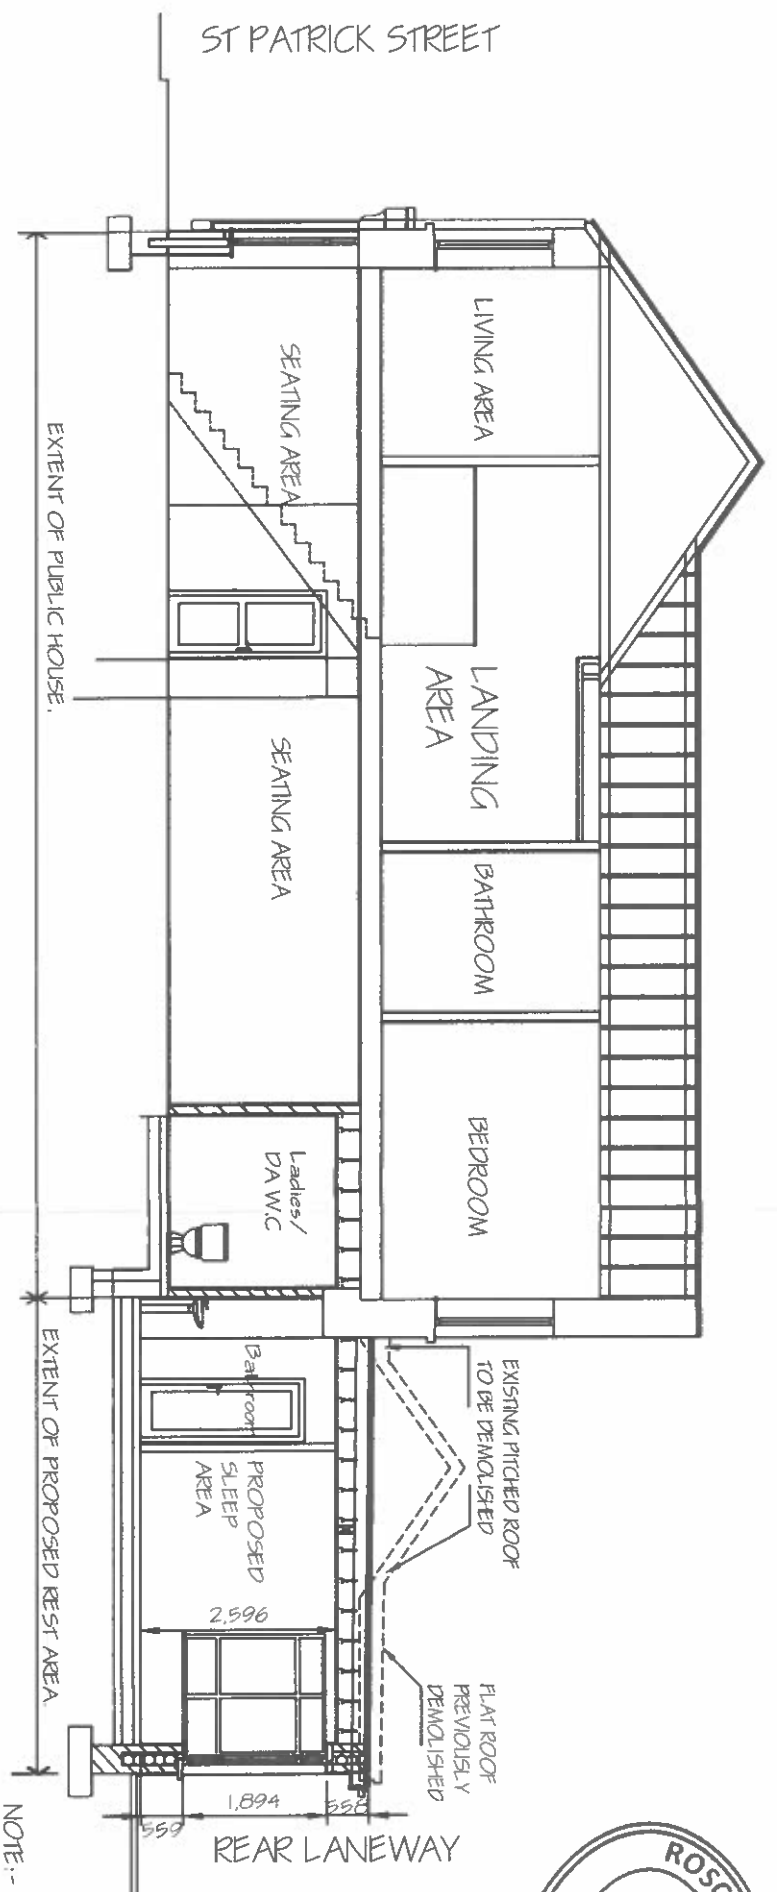 ST PATRICK STREET
LIVING AREA
SEATING AREA
LANDING
AREA
SEATING AREA
BATHROOM
BEDROOM
Ladies/
DA W.C
EXTENT OF PUBLIC HOUSE.
EXTENT OF PROPOSED REST AREA
Bathroom
PROPOSED
SLEEP
AREA
EXISTING PITCHED ROOF
TO BE DEMOLISHED
FLAT ROOF
PREVIOUSLY
DEMOLISHED
2,596
1,894
558
559
REAR LANEWAY
NOTE:-